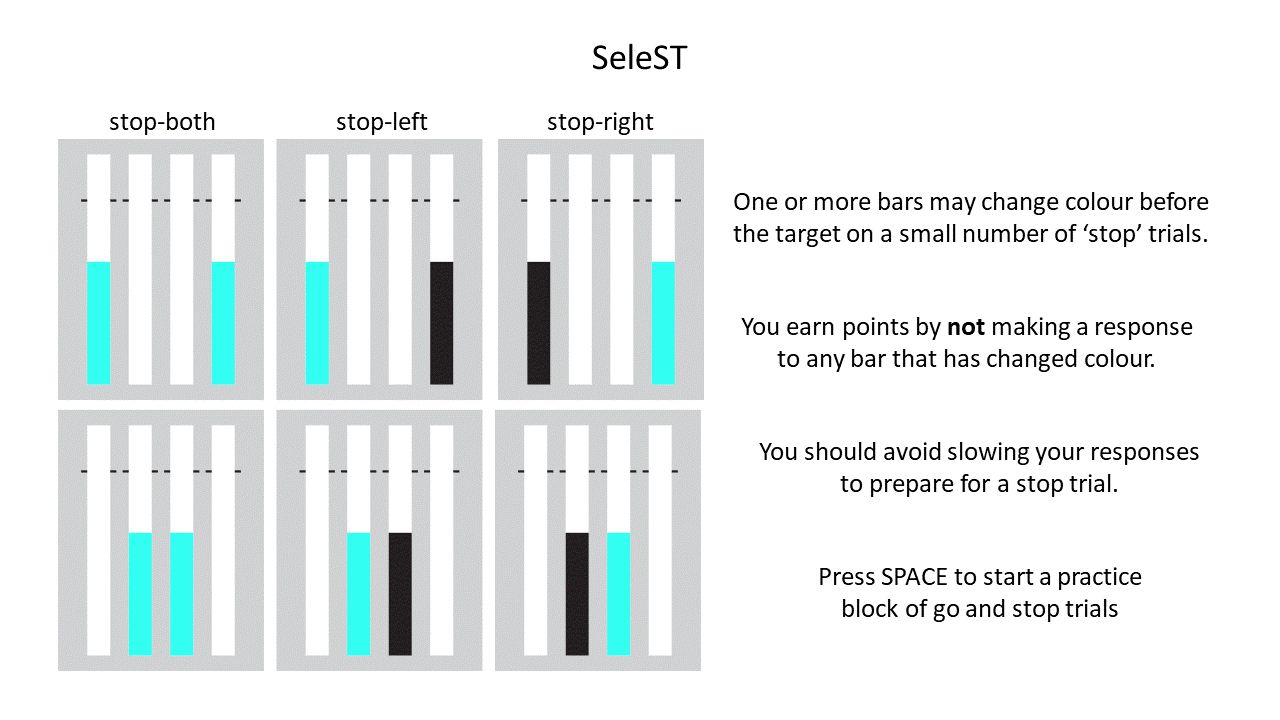 SeleST
stop-both
stop-left
stop-right
One or more bars may change colour before
the target on a small number of ‘stop’ trials.
You earn points by not making a response
to any bar that has changed colour.
You should avoid slowing your responses
to prepare for a stop trial.
Press SPACE to start a practice
block of go and stop trials